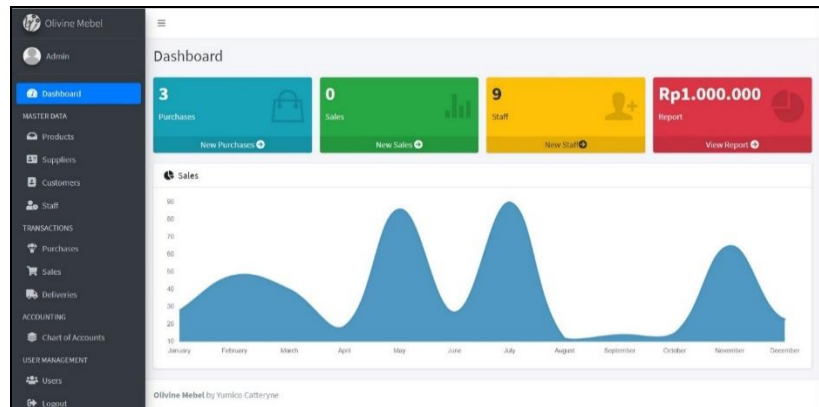 Olivine Mebel
Admin
Dashboard
MASTER DATA
Products
Suppliers
Customers
Staff
TRANSACTIONS
Purchases
Sales
Deliveries
ACCOUNTING
Chart of Accounts
USER MANAGEMENT
Users
Logout
Dashboard
3
Purchases
New Purchases
0
Sales
New Sales
9
Staff
New Staff
Rp1.000.000
Report
View Report
Sales
90
80
70
60
50
40
30
20
10
January February March April May June July August September October November December
Olivine Mebel by Yumico Catteryne